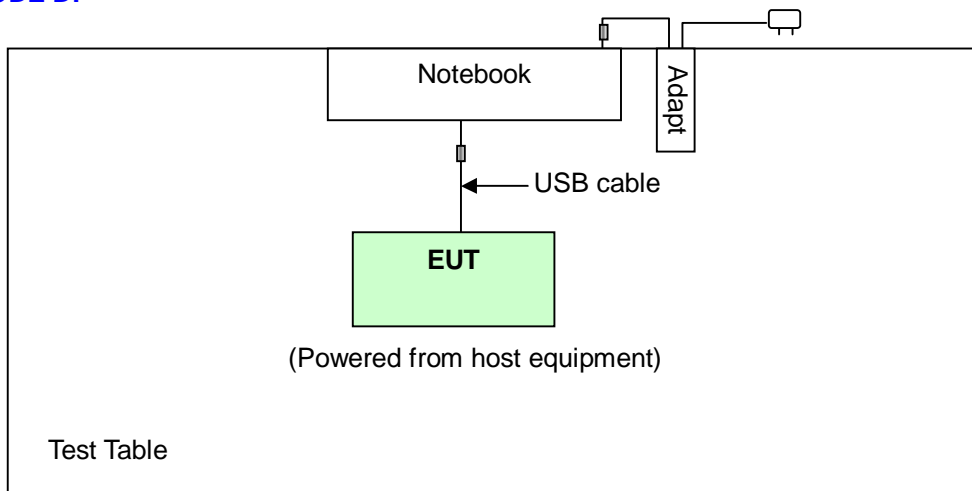 Notebook
Adapt
USB cable
EUT
(Powered from host equipment)
Test Table